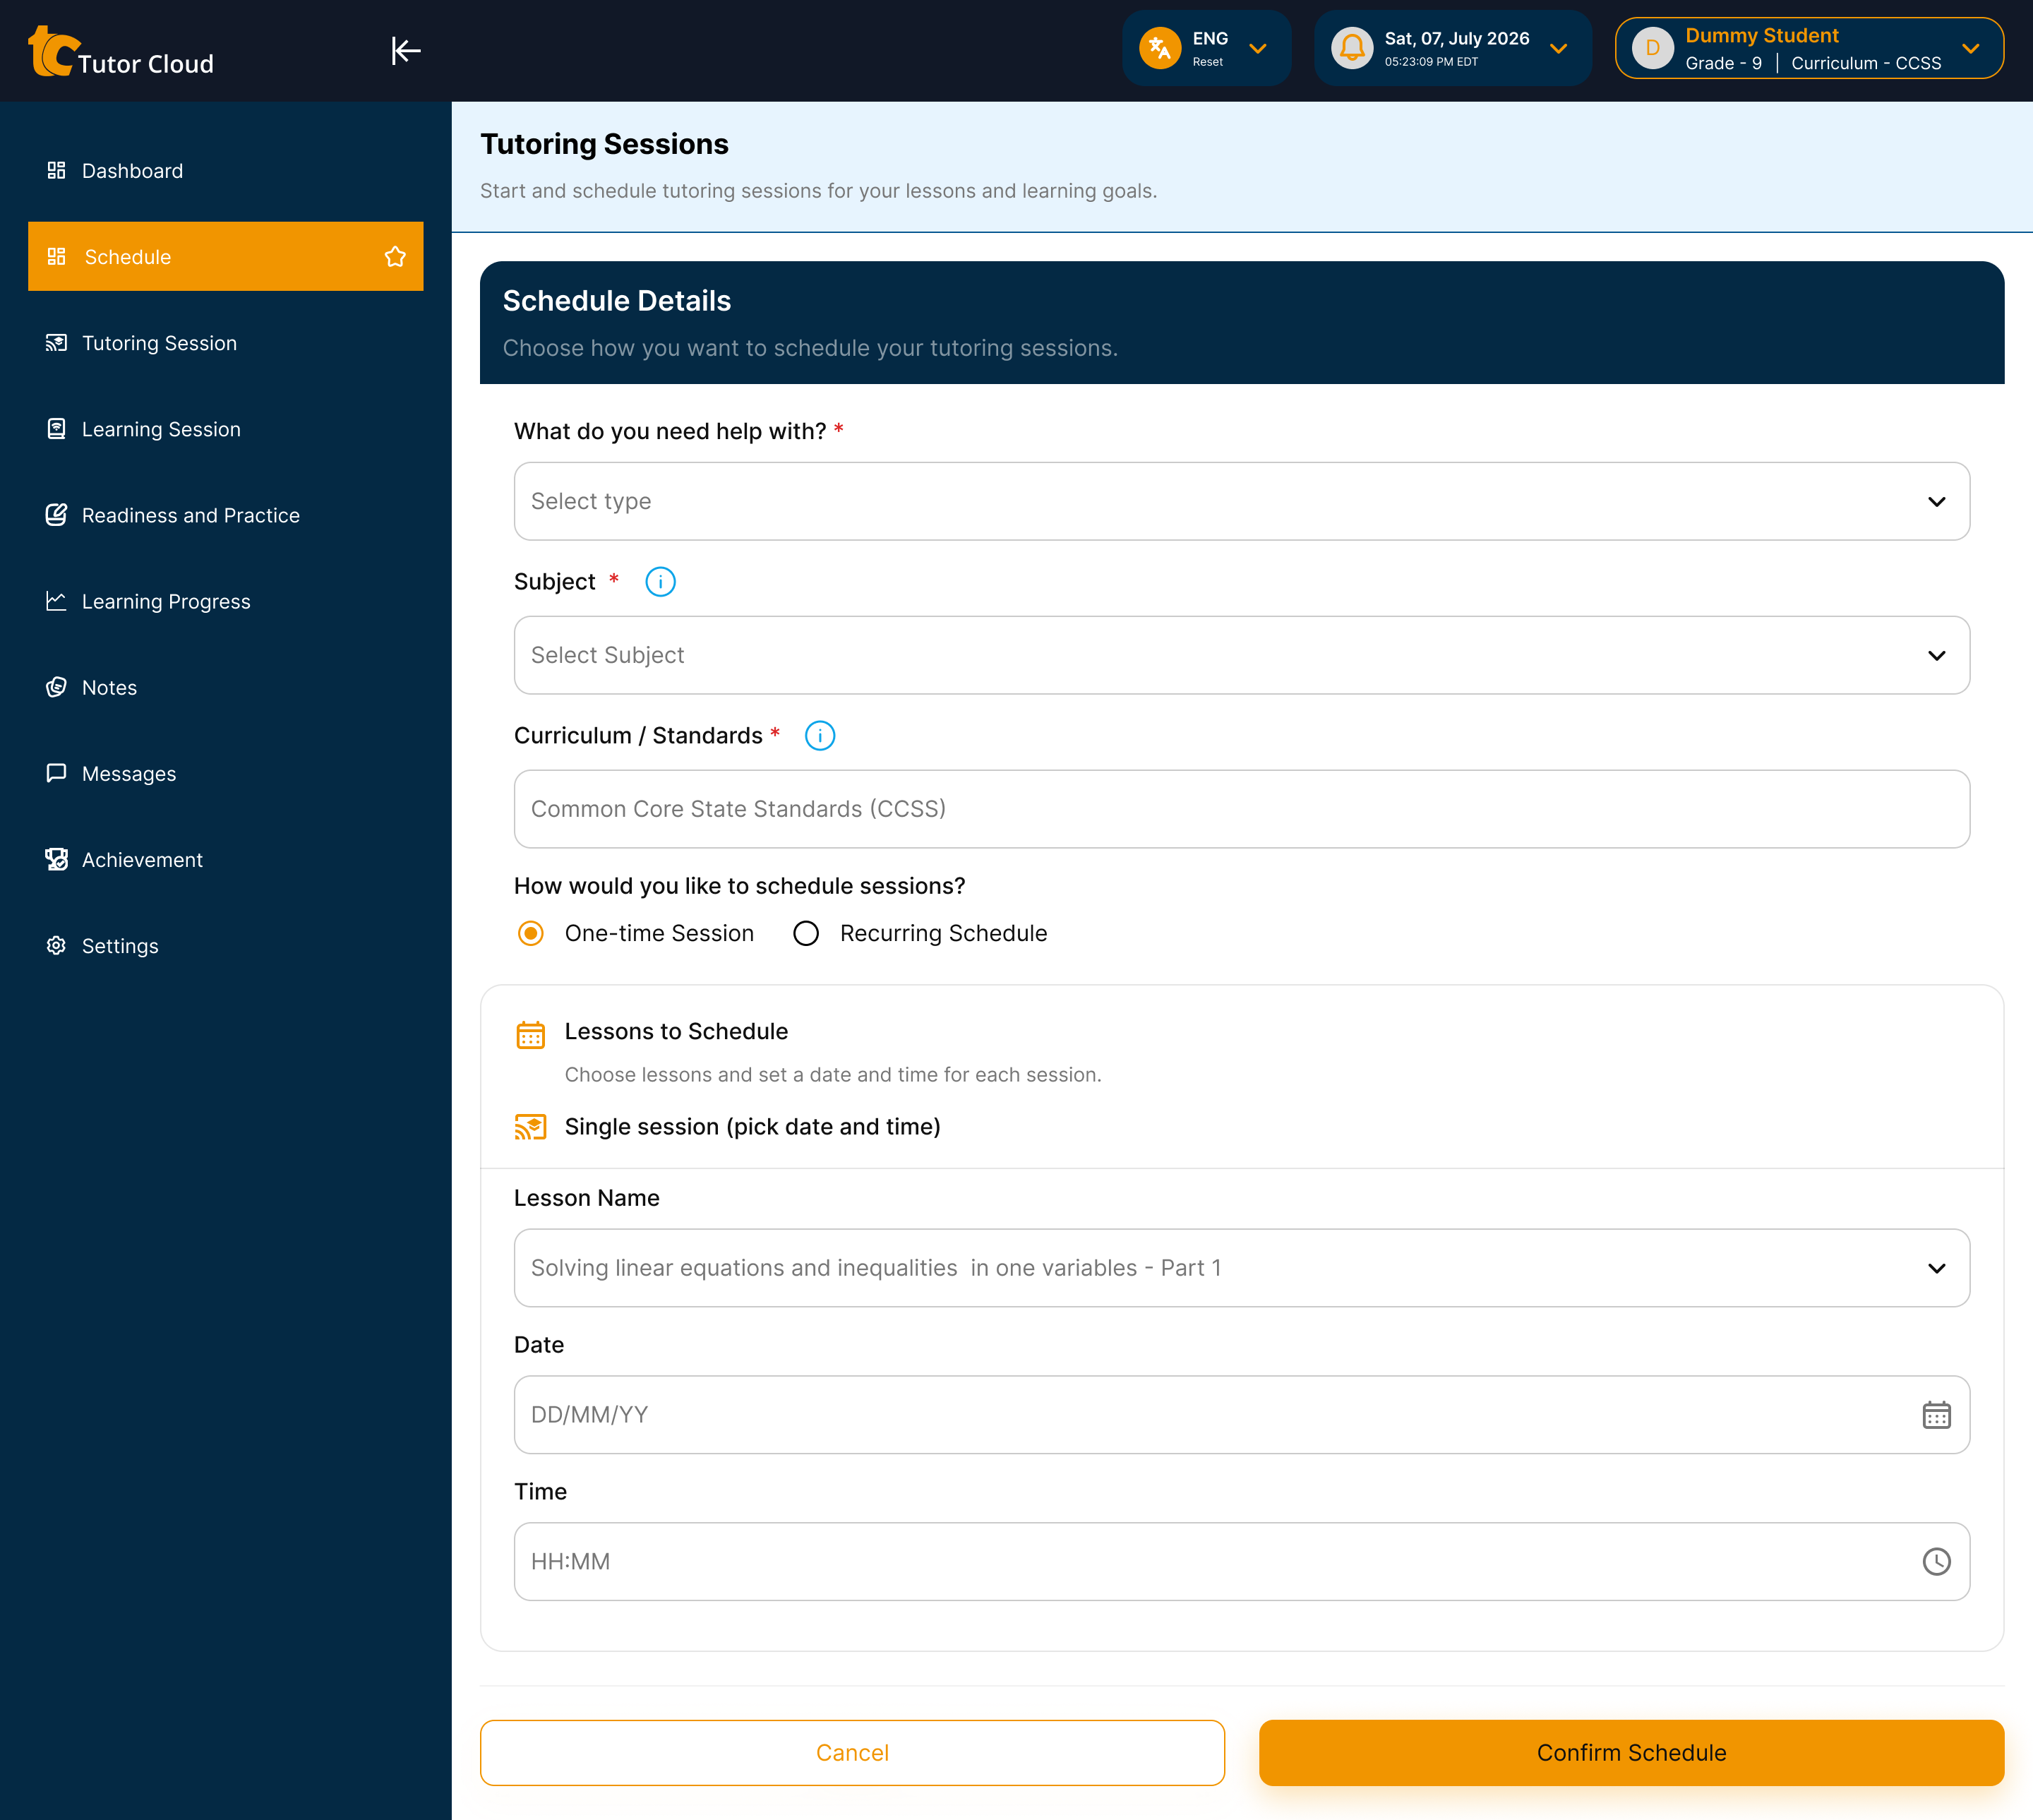 tc Tutor Cloud
ENG
Reset
Sat, 07, July 2026
05:23:09 PM EDT
D
Dummy Student
Grade - 9 | Curriculum - CCSS
Dashboard
Schedule
Tutoring Session
Learning Session
Readiness and Practice
Learning Progress
Notes
Messages
Achievement
Settings
Tutoring Sessions
Start and schedule tutoring sessions for your lessons and learning goals.
Schedule Details
Choose how you want to schedule your tutoring sessions.
What do you need help with? *
Select type
Subject * i
Select Subject
Curriculum / Standards * i
Common Core State Standards (CCSS)
How would you like to schedule sessions?
One-time Session Recurring Schedule
Lessons to Schedule
Choose lessons and set a date and time for each session.
Single session (pick date and time)
Lesson Name
Solving linear equations and inequalities  in one variables - Part 1
Date
DD/MM/YY
Time
HH:MM
Cancel Confirm Schedule